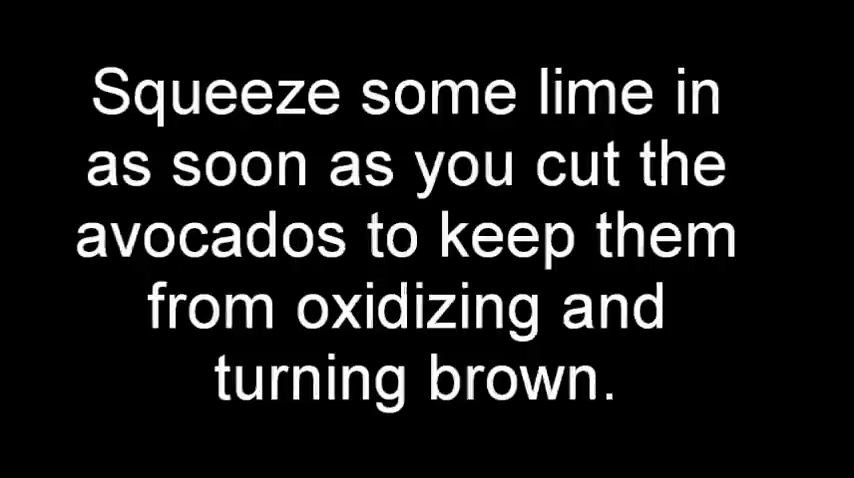 Squeeze some lime in
as soon as you cut the
avocados to keep them
from oxidizing and
turning brown.